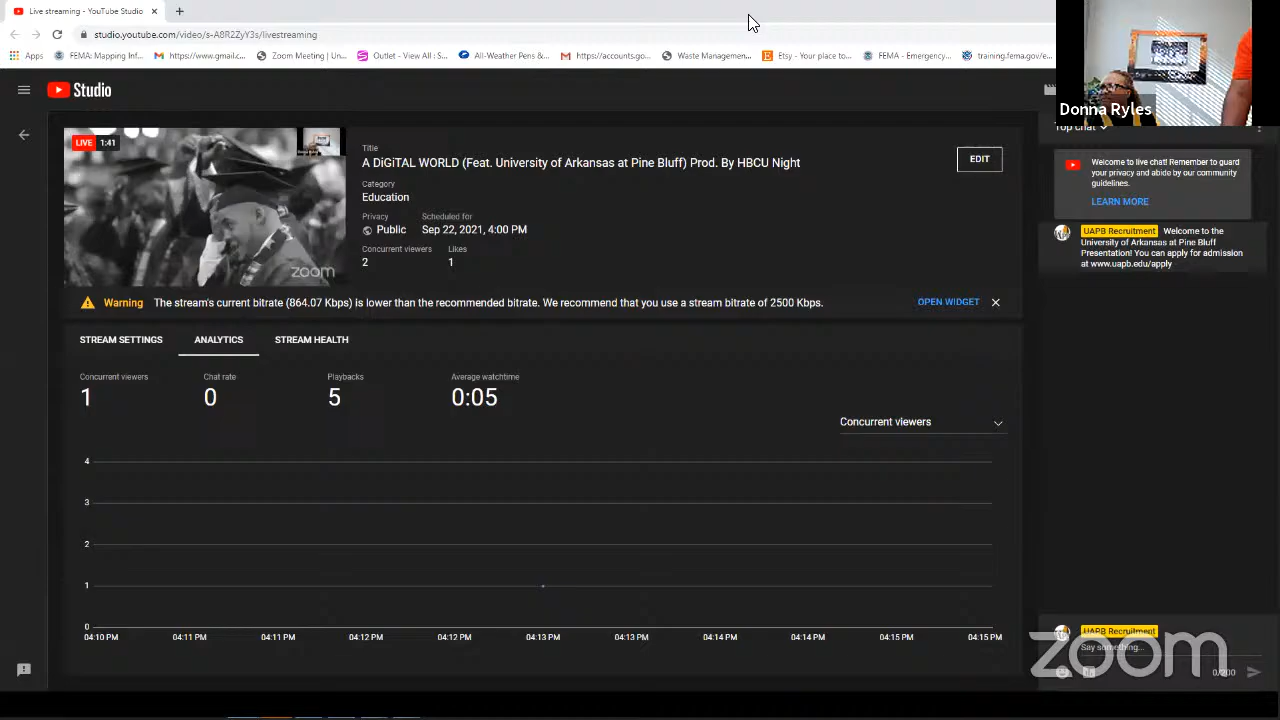 Live streaming - YouTube Studio
studio.youtube.com/video/s-A8R2ZyY3s/livestreaming
Apps
FEMA: Mapping Inf...
https://www.gmail.c...
Zoom Meeting | Un...
Outlet - View All : S...
All-Weather Pens &...
https://accounts.go...
Waste Managemen...
Etsy - Your place to...
FEMA - Emergency...
training.fema.gov/e...
Donna Ryles
Studio
LIVE 1:41
zoom
Title
A DiGiTAL WORLD (Feat. University of Arkansas at Pine Bluff) Prod. By HBCU Night
EDIT
Category
Education
Privacy Scheduled for
Public Sep 22, 2021, 4:00 PM
Concurrent viewers Likes
2 1
Top chat
Welcome to live chat! Remember to guard
your privacy and abide by our community
guidelines.
LEARN MORE
UAPB Recruitment Welcome to the
University of Arkansas at Pine Bluff
Presentation! You can apply for admission
at www.uapb.edu/apply
Warning The stream's current bitrate (864.07 Kbps) is lower than the recommended bitrate. We recommend that you use a stream bitrate of 2500 Kbps.
OPEN WIDGET
STREAM SETTINGS ANALYTICS STREAM HEALTH
Concurrent viewers Chat rate Playbacks Average watchtime
1 0 5 0:05
Concurrent viewers
4
3
2
1
0
04:10 PM 04:11 PM 04:11 PM 04:12 PM 04:12 PM 04:13 PM 04:13 PM 04:14 PM 04:14 PM 04:15 PM 04:15 PM
UAPB Recruitment
Say something...
0/200
zoom